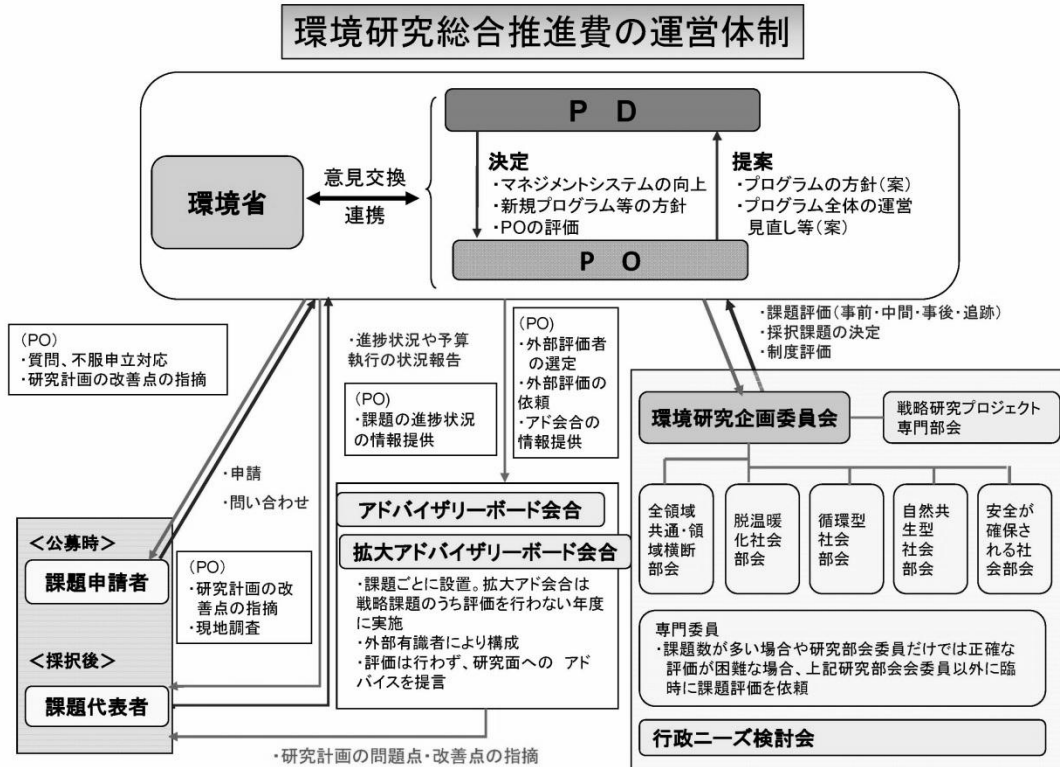 環境研究総合推進費の運営体制
P D
環境省
意見交換
連携
決定
・マネジメントシステムの向上
・新規プログラム等の方針
・POの評価
提案
・プログラムの方針(案)
・プログラム全体の運営
見直し等(案)
P O
(PO)
・質問、不服申立対応
・研究計画の改善点の指摘
・進捗状況や予算
執行の状況報告
(PO)
・課題の進捗状況
の情報提供
(PO)
・外部評価者
の選定
・外部評価の
依頼
・アド会合の
情報提供
・課題評価(事前・中間・事後・追跡)
・採択課題の決定
・制度評価
環境研究企画委員会
戦略研究プロジェクト
専門部会
全領域
共通・領
域横断
部会
脱温暖
化社会
部会
循環型
社会
部会
自然共
生型
社会
部会
安全が
確保さ
れる社
会部会
専門委員
・課題数が多い場合や研究部会委員だけでは正確な
評価が困難な場合、上記研究部会会委員以外に臨
時に課題評価を依頼
行政ニーズ検討会
・申請
・問い合わせ
<公募時>
課題申請者
<採択後>
課題代表者
(PO)
・研究計画の改
善点の指摘
・現地調査
アドバイザリーボード会合
拡大アドバイザリーボード会合
・課題ごとに設置。拡大アド会合は
戦略課題のうち評価を行わない年度
に実施
・外部有識者により構成
・評価は行わず、研究面への アド
バイスを提言
・研究計画の問題点・改善点の指摘